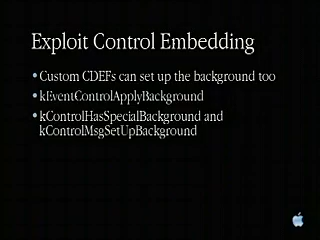 Exploit Control Embedding
• Custom CDEFs can set up the background too
• kEventControlApplyBackground
• kControlHasSpecialBackground and
kControlMsgSetUpBackground